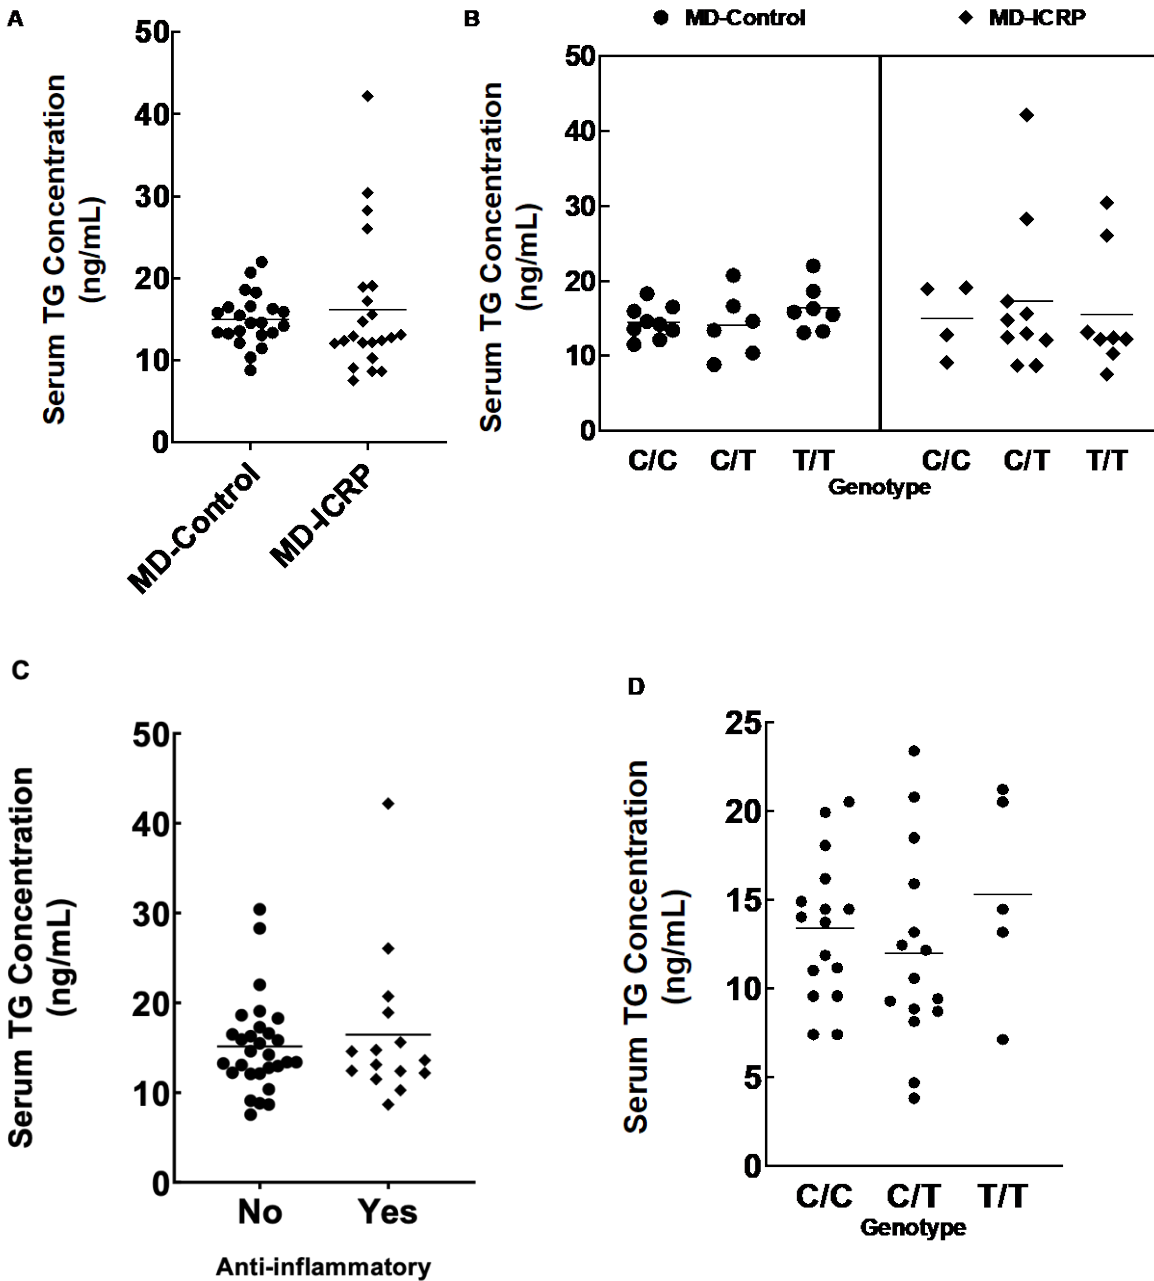 A
Serum TG Concentration
(ng/mL)
50
40
30
20
10
0
MD-Control
MD-ICRP
B
MD-Control
MD-ICRP
Serum TG Concentration
(ng/mL)
50
40
30
20
10
0
C/C
C/T
T/T
C/C
C/T
T/T
Genotype
C
Serum TG Concentration
(ng/mL)
50
40
30
20
10
0
No
Yes
Anti-inflammatory
D
Serum TG Concentration
(ng/mL)
25
20
15
10
5
0
C/C
C/T
T/T
Genotype